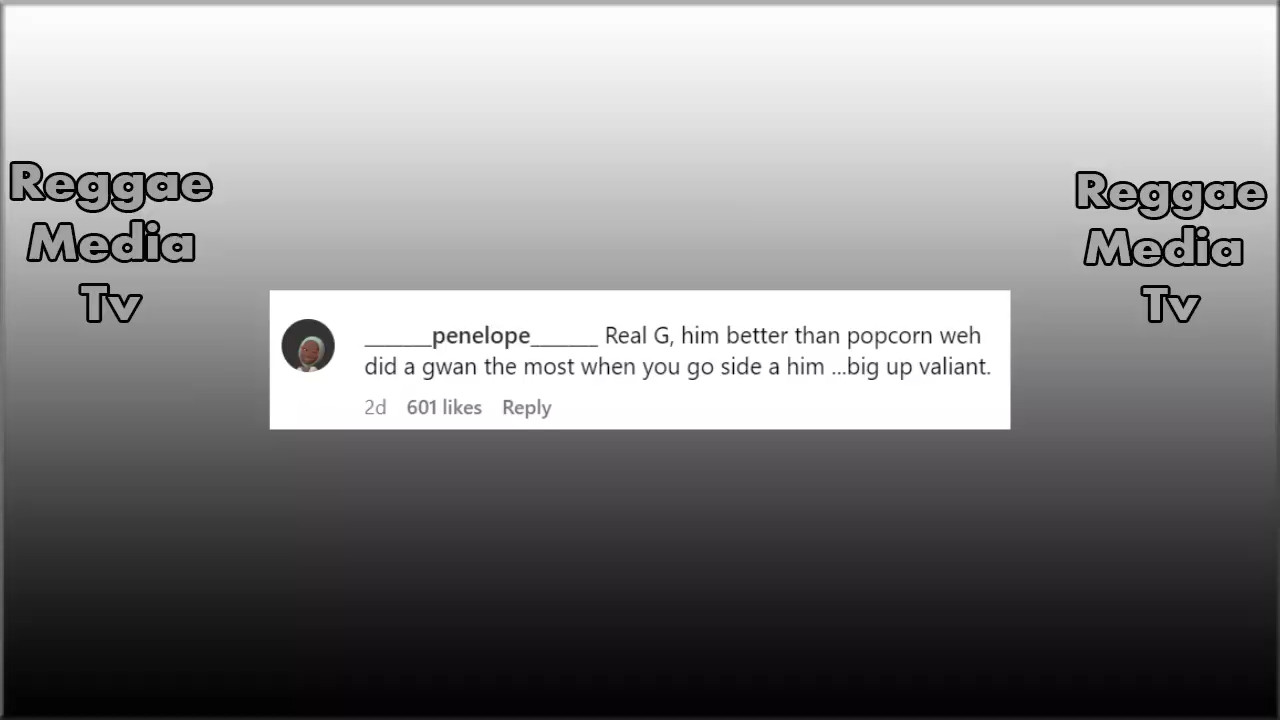 Reggae
Media
Tv
Reggae
Media
Tv
_______penelope_______ Real G, him better than popcorn weh
did a gwan the most when you go side a him ...big up valiant.
2d 601 likes Reply